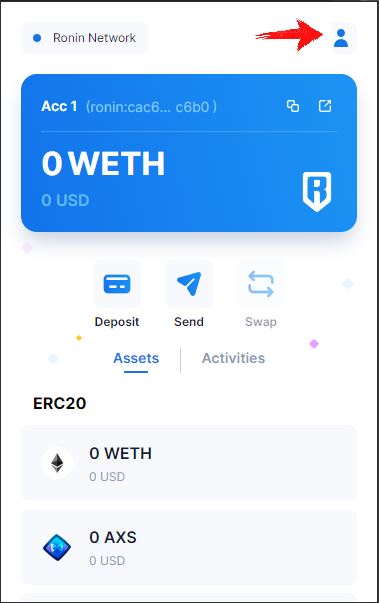 Ronin Network
Acc 1 (ronin:cac6... c6b0 )
0 WETH
0 USD
Deposit Send Swap
Assets Activities
ERC20
0 WETH
0 USD
0 AXS
0 USD